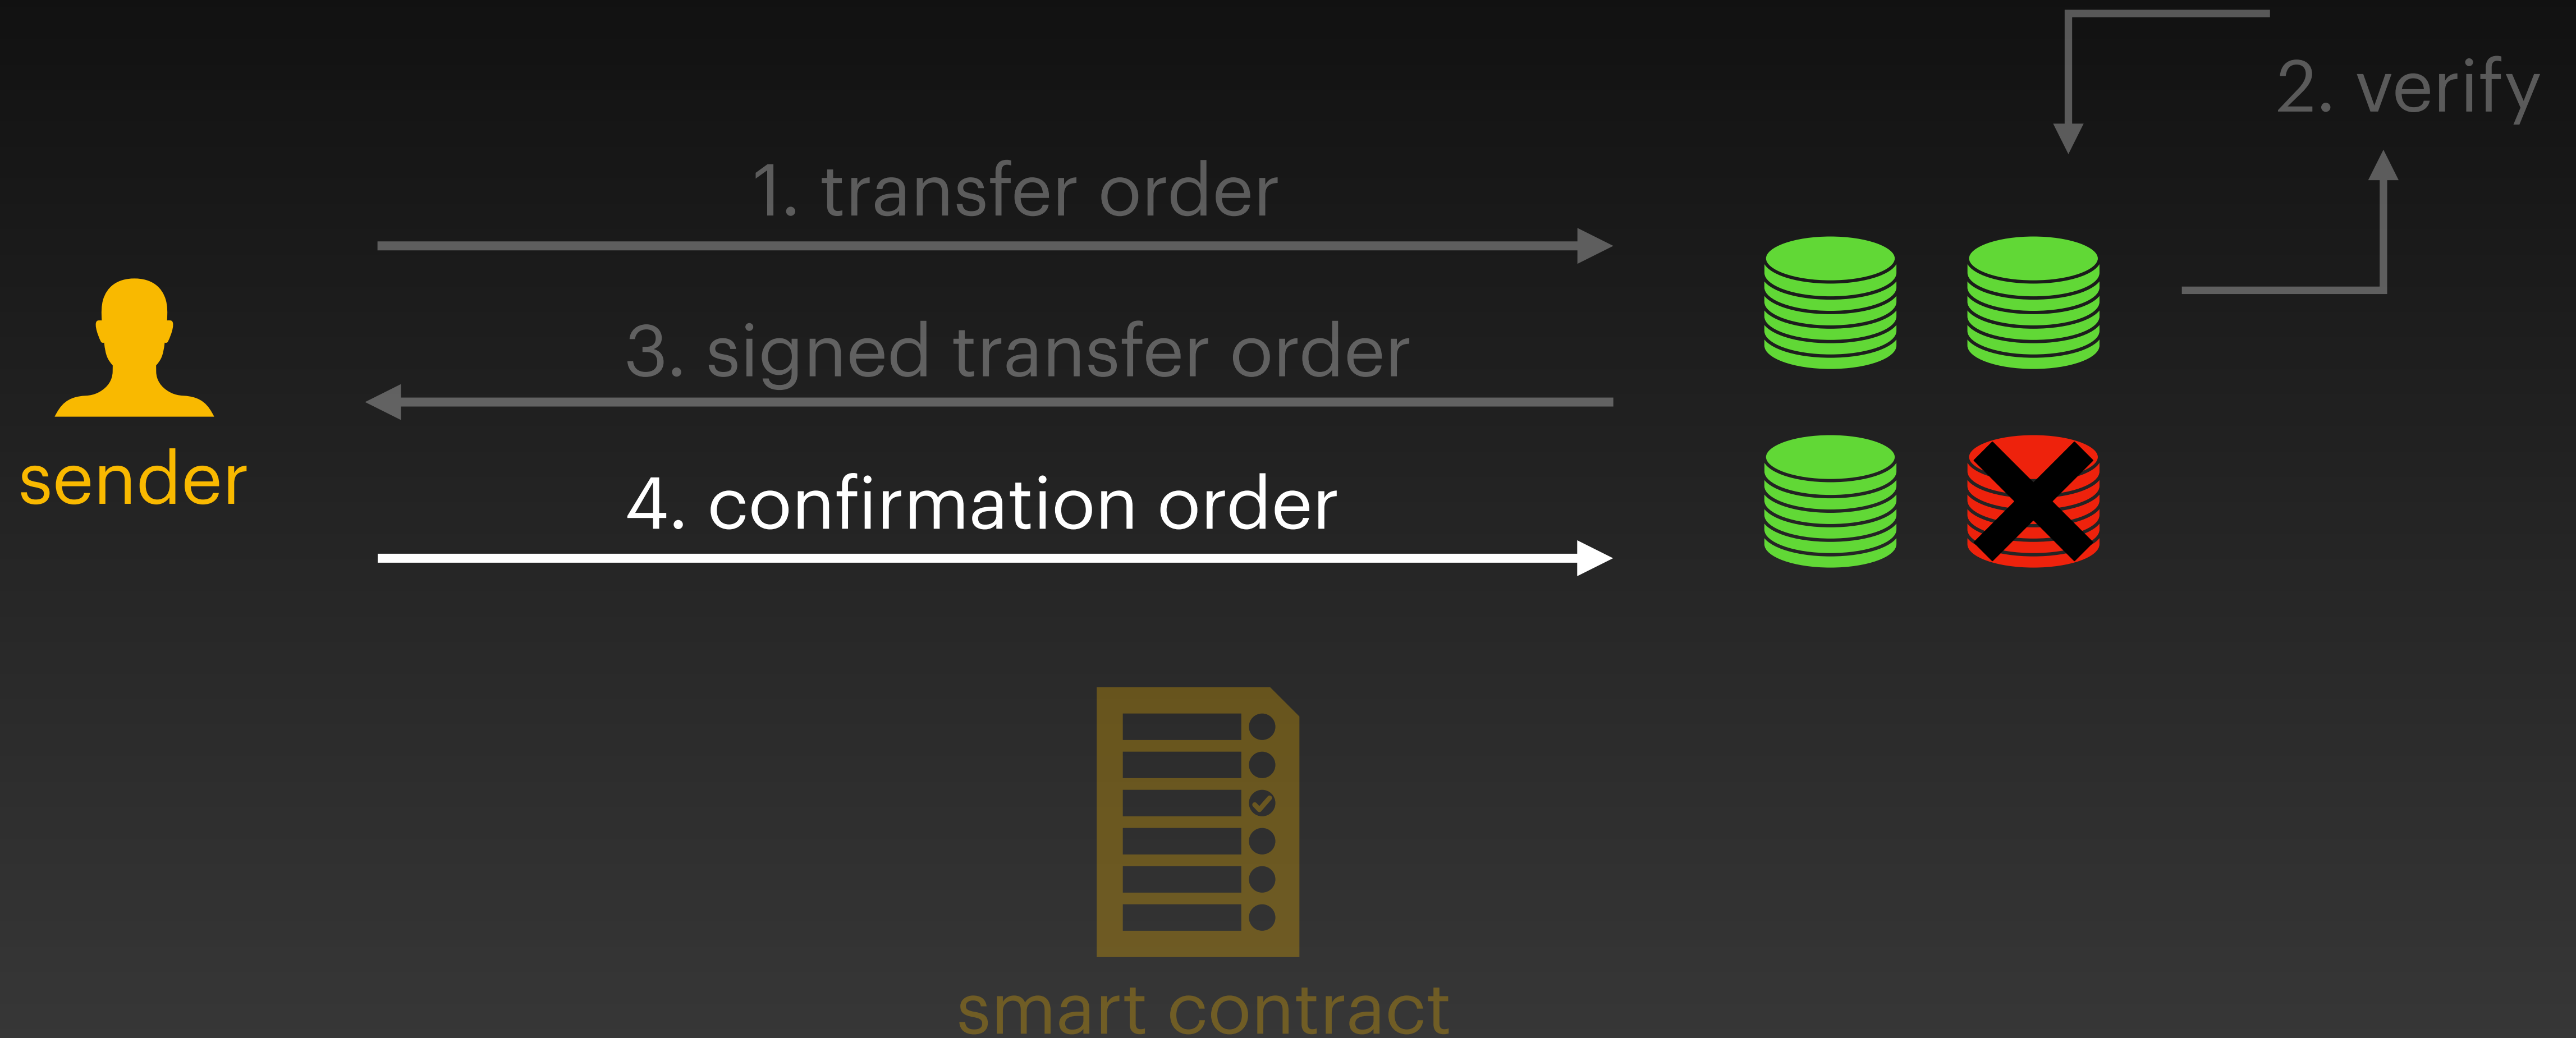 2. verify
1. transfer order
3. signed transfer order
sender
4. confirmation order
smart contract